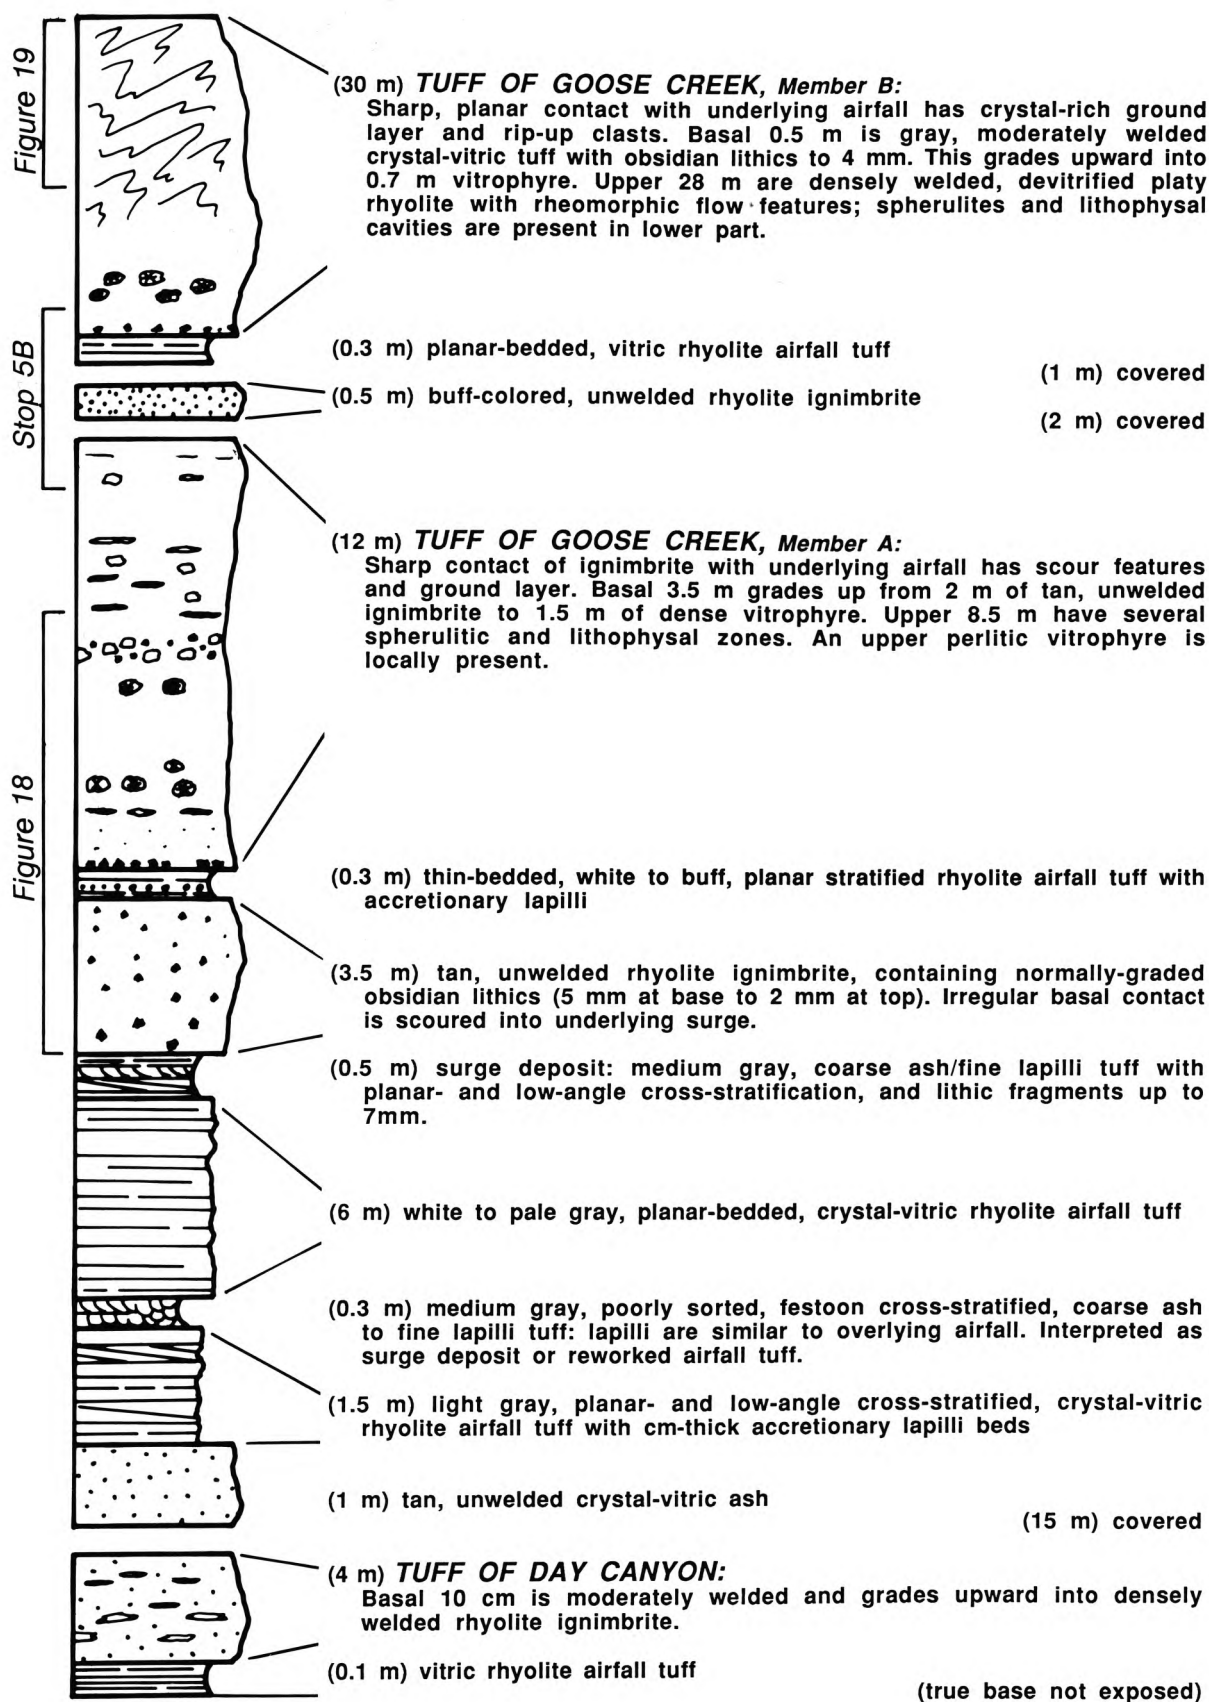 Figure 19
(30 m) TUFF OF GOOSE CREEK, Member B:
Sharp, planar contact with underlying airfall has crystal-rich ground
layer and rip-up clasts. Basal 0.5 m is gray, moderately welded
crystal-vitric tuff with obsidian lithics to 4 mm. This grades upward into
0.7 m vitrophyre. Upper 28 m are densely welded, devitrified platy
rhyolite with rheomorphic flow features; spherulites and lithophysal
cavities are present in lower part.
Stop 5B
(0.3 m) planar-bedded, vitric rhyolite airfall tuff
(1 m) covered
(0.5 m) buff-colored, unwelded rhyolite ignimbrite
(2 m) covered
(12 m) TUFF OF GOOSE CREEK, Member A:
Sharp contact of ignimbrite with underlying airfall has scour features
and ground layer. Basal 3.5 m grades up from 2 m of tan, unwelded
ignimbrite to 1.5 m of dense vitrophyre. Upper 8.5 m have several
spherulitic and lithophysal zones. An upper perlitic vitrophyre is
locally present.
Figure 18
(0.3 m) thin-bedded, white to buff, planar stratified rhyolite airfall tuff with
accretionary lapilli
(3.5 m) tan, unwelded rhyolite ignimbrite, containing normally-graded
obsidian lithics (5 mm at base to 2 mm at top). Irregular basal contact
is scoured into underlying surge.
(0.5 m) surge deposit: medium gray, coarse ash/fine lapilli tuff with
planar- and low-angle cross-stratification, and lithic fragments up to
7mm.
(6 m) white to pale gray, planar-bedded, crystal-vitric rhyolite airfall tuff
(0.3 m) medium gray, poorly sorted, festoon cross-stratified, coarse ash
to fine lapilli tuff: lapilli are similar to overlying airfall. Interpreted as
surge deposit or reworked airfall tuff.
(1.5 m) light gray, planar- and low-angle cross-stratified, crystal-vitric
rhyolite airfall tuff with cm-thick accretionary lapilli beds
(1 m) tan, unwelded crystal-vitric ash
(15 m) covered
(4 m) TUFF OF DAY CANYON:
Basal 10 cm is moderately welded and grades upward into densely
welded rhyolite ignimbrite.
(0.1 m) vitric rhyolite airfall tuff
(true base not exposed)